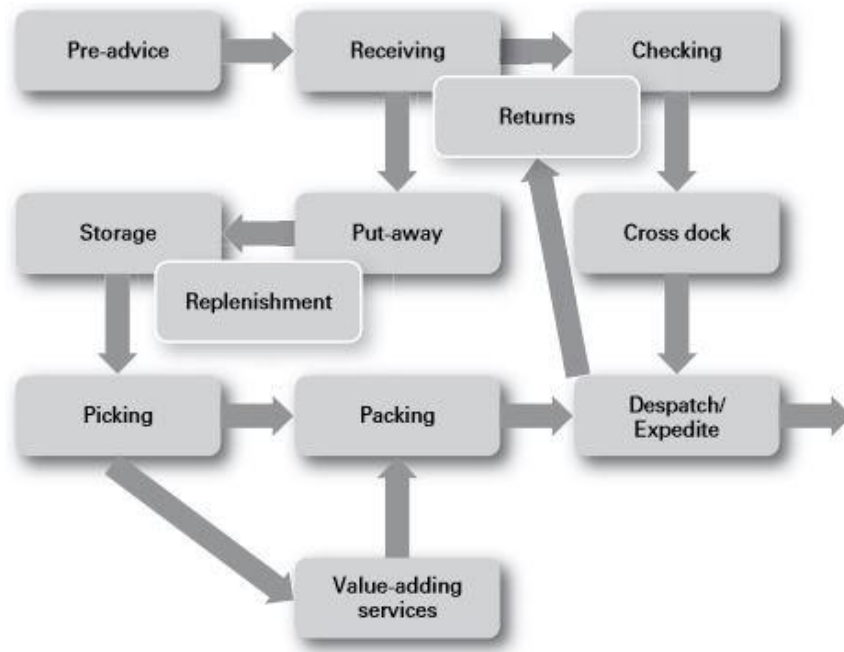 Pre-advice
Receiving
Checking
Returns
Storage
Put-away
Cross dock
Replenishment
Picking
Packing
Despatch/
Expedite
Value-adding
services